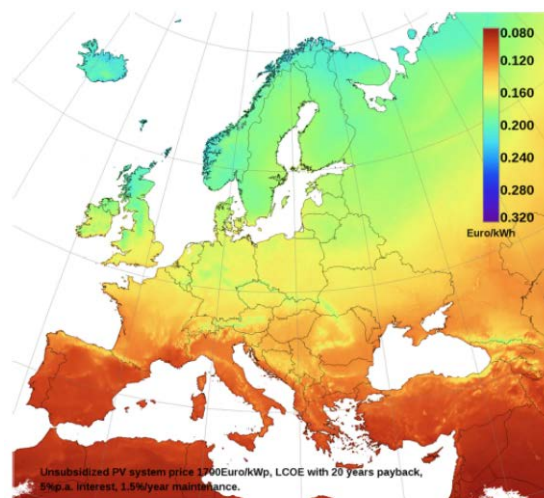 0.080
0.120
0.160
0.200
0.240
0.280
0.320
Euro/kWh
Unsubsidized PV system price 1700Euro/kWp, LCOE with 20 years payback,
5%p.a. interest, 1.5%/year maintenance.